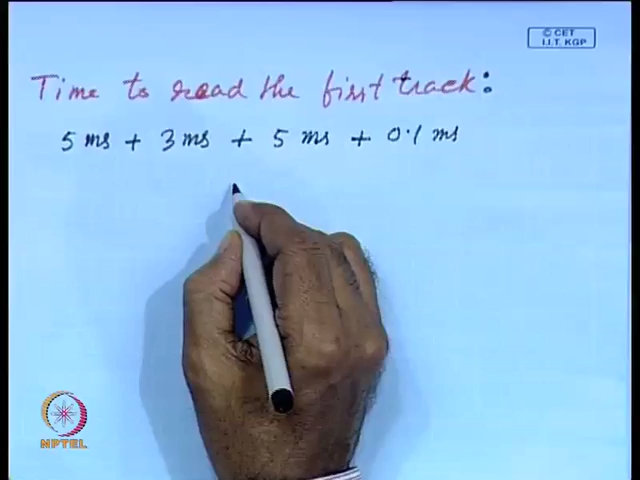 © CET
I.I.T. KGP
Time to read the first track:
5 ms + 3 ms + 5 ms + 0.1 ms
NPTEL